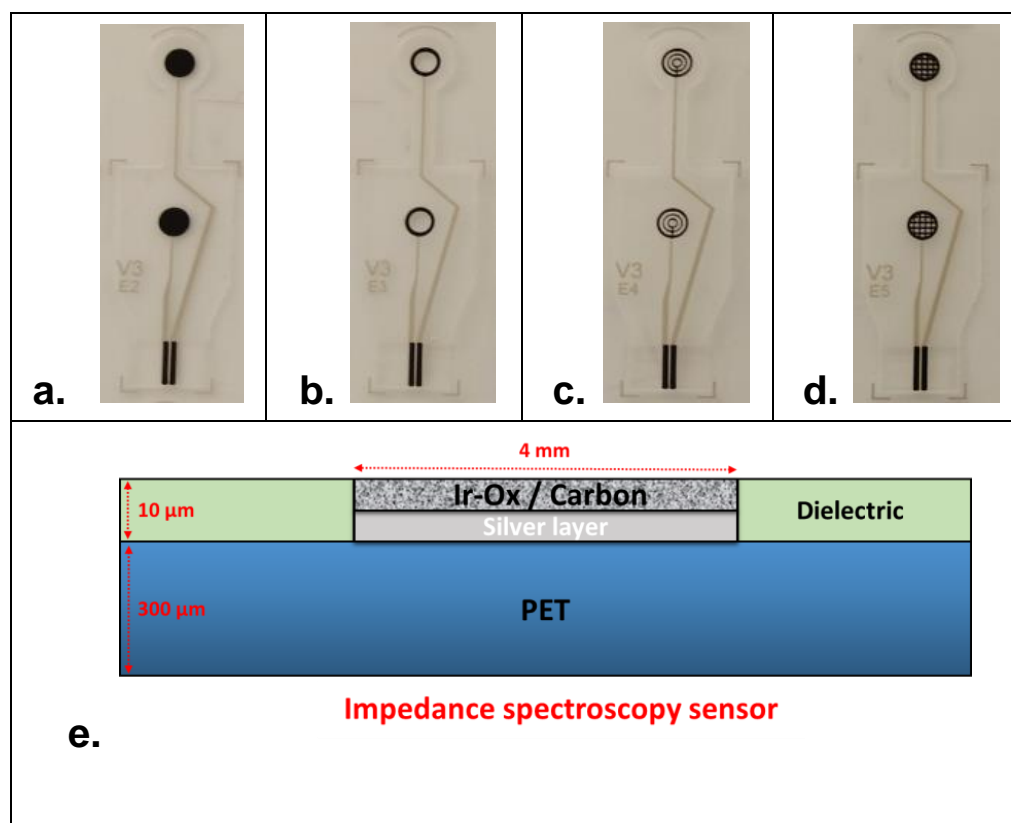 V3
E2
a.
V3
E3
b.
V3
E4
c.
V3
E5
d.
4 mm
10 µm
Ir-Ox / Carbon
Dielectric
Silver layer
300 µm
PET
Impedance spectroscopy sensor
e.